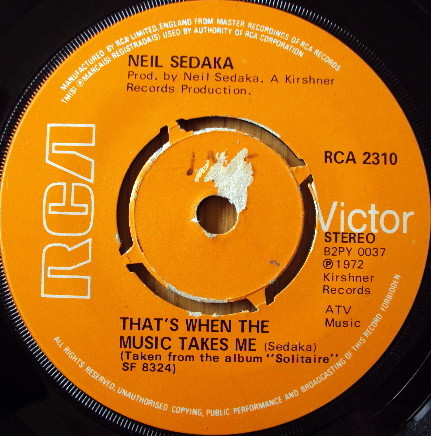 MANUFACTURED BY RCA LIMITED, ENGLAND FROM MASTER RECORDINGS OF RCA RECORDS
TM(S) ® MARCA(S) REGISTRADA(S) USED BY AUTHORITY OF RCA CORPORATION
NEIL SEDAKA
Prod. by Neil Sedaka. A Kirshner
Records Production.
RCA
RCA 2310
Victor
STEREO
B2PY 0037
℗ 1972
Kirshner
Records
ATV
Music
THAT'S WHEN THE
MUSIC TAKES ME (Sedaka)
(Taken from the album "Solitaire"
SF 8324)
ALL RIGHTS RESERVED, UNAUTHORISED COPYING, PUBLIC PERFORMANCE AND BROADCASTING OF THIS RECORD FORBIDDEN